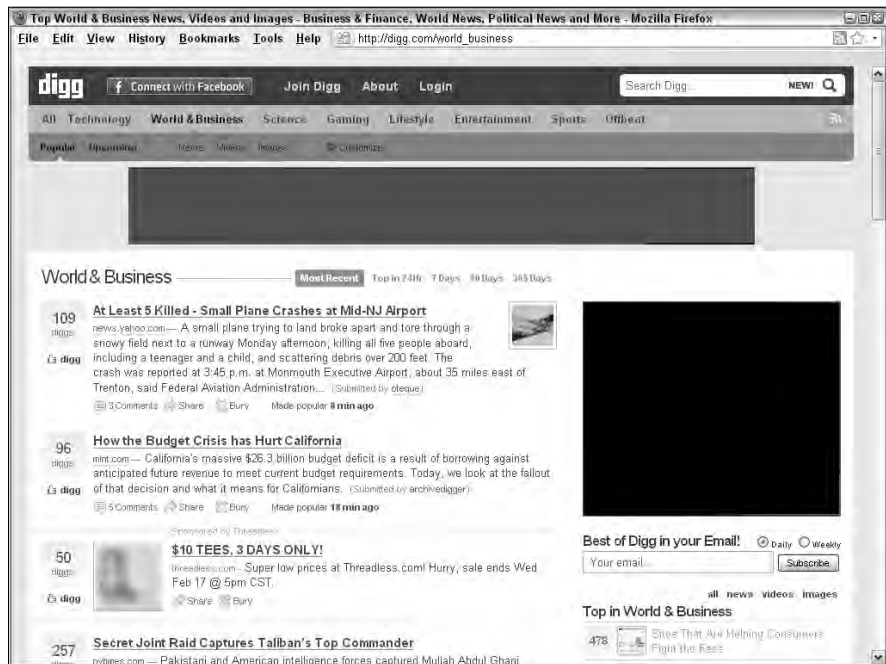 Top World & Business News, Videos and Images - Business & Finance, World News, Political News and More - Mozilla Firefox
File Edit View History Bookmarks Tools Help http://digg.com/world_business
digg f Connect with Facebook Join Digg About Login Search Digg... NEW!
All Technology World & Business Science Gaming Lifestyle Entertainment Sports Offbeat
Popular Upcoming News Videos Images Customize
World & Business Most Recent Top in 24Hr 7 Days 30 Days 365 Days
109 diggs
digg
At Least 5 Killed - Small Plane Crashes at Mid-NJ Airport
news.yahoo.com — A small plane trying to land broke apart and tore through a
snowy field next to a runway Monday afternoon, killing all five people aboard,
including a teenager and a child, and scattering debris over 200 feet. The
crash was reported at 3:45 p.m. at Monmouth Executive Airport, about 35 miles east of
Trenton, said Federal Aviation Administration... (Submitted by oteque)
3 Comments Share Bury Made popular 8 min ago
96 diggs
digg
How the Budget Crisis has Hurt California
mint.com — California's massive $26.3 billion budget deficit is a result of borrowing against
anticipated future revenue to meet current budget requirements. Today, we look at the fallout
of that decision and what it means for Californians. (Submitted by archivedigger)
5 Comments Share Bury Made popular 18 min ago
Sponsored by Threadless
50 diggs
digg
$10 TEES, 3 DAYS ONLY!
threadless.com - Super low prices at Threadless.com! Hurry, sale ends Wed
Feb 17 @ 5pm CST.
Share Bury
257 diggs
Secret Joint Raid Captures Taliban's Top Commander
nytimes.com — Pakistani and American intelligence forces captured Mullah Abdul Ghani
Best of Digg in your Email! Daily Weekly
Your email... Subscribe
all news videos images
Top in World & Business
478 Sites That Are Helping Consumers
Fight the Fees